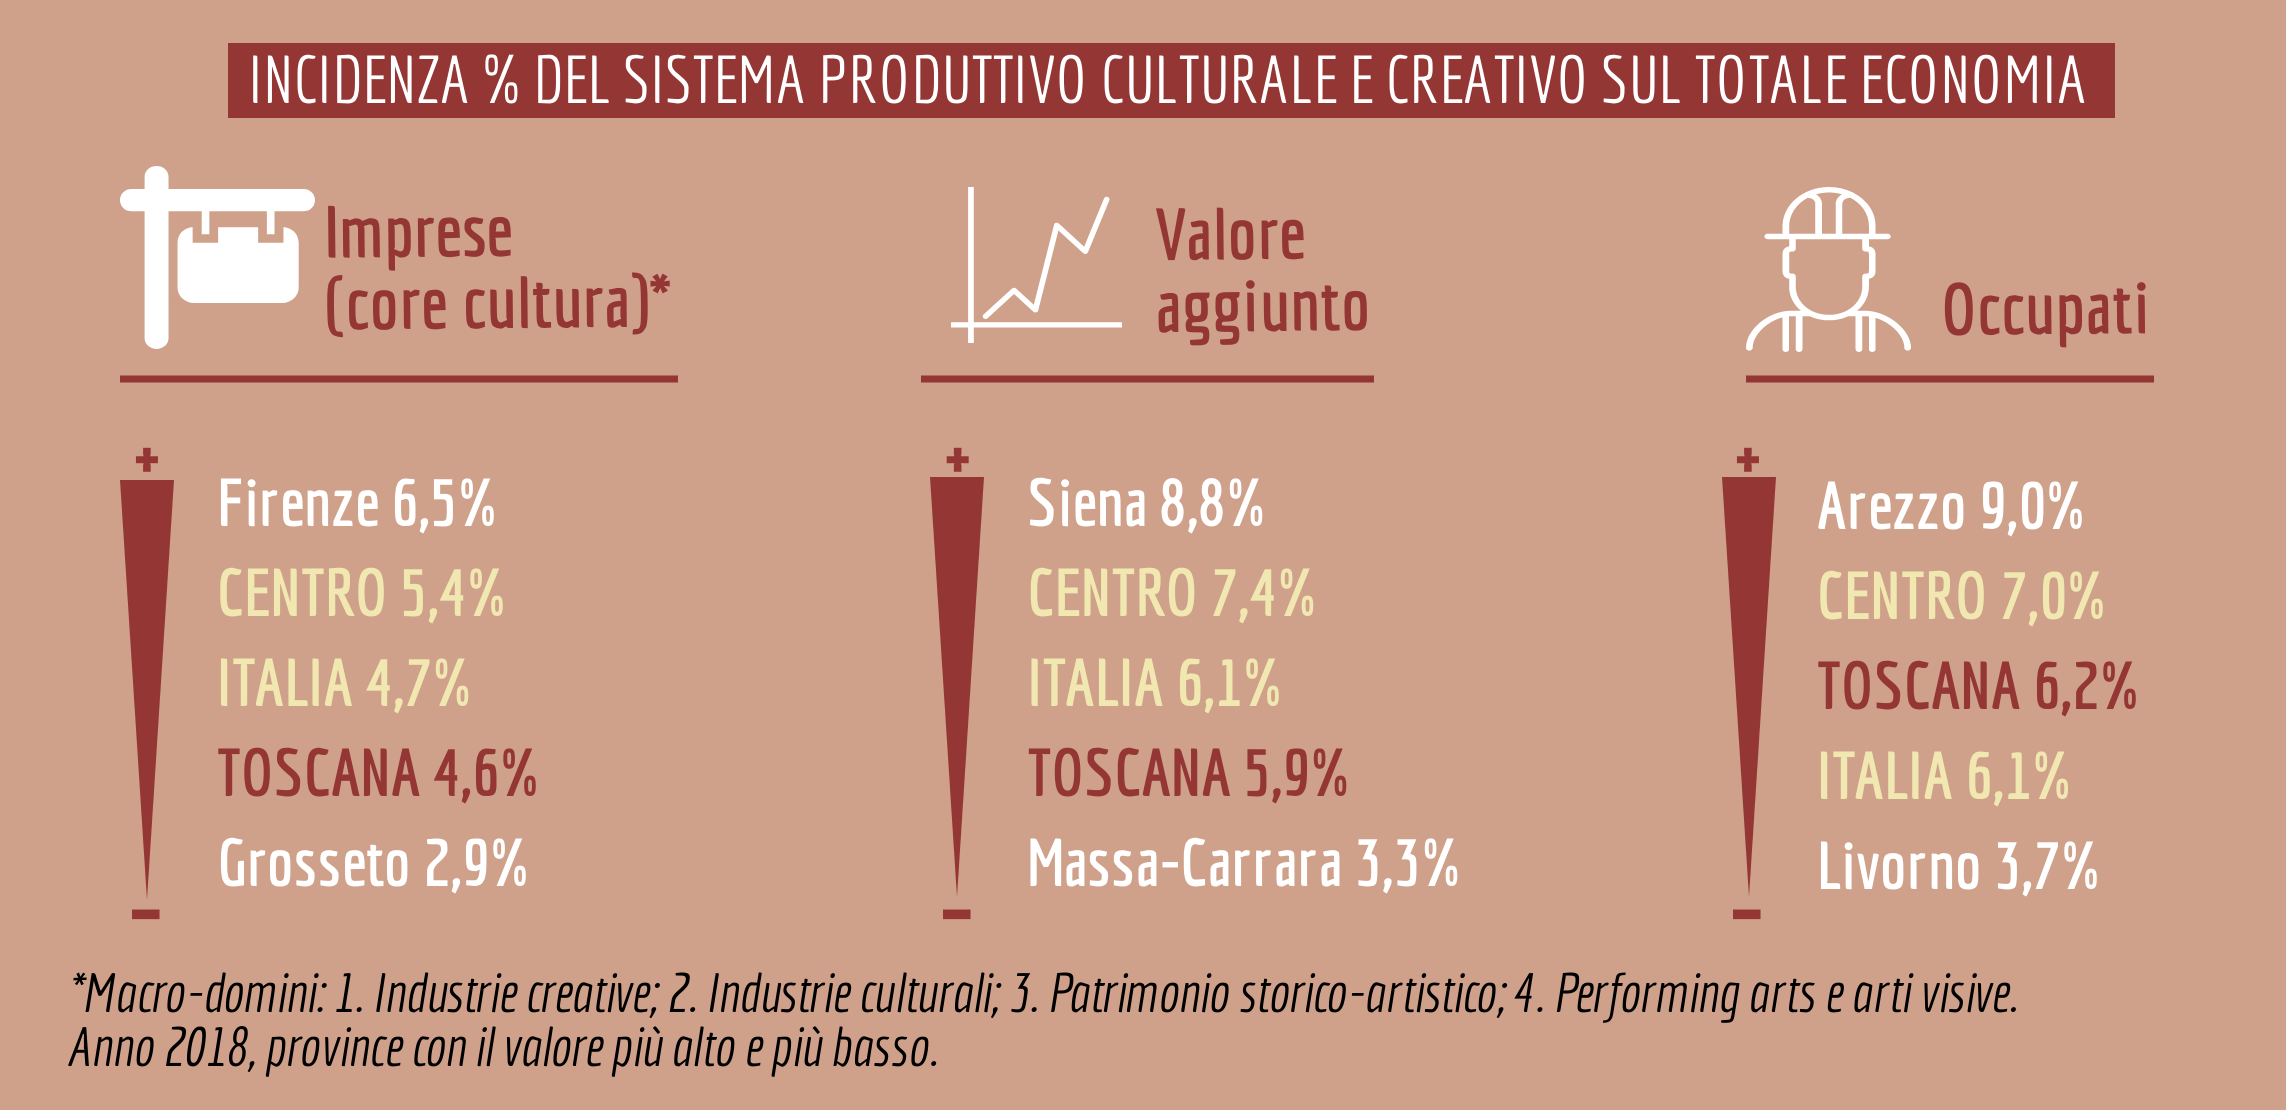 INCIDENZA % DEL SISTEMA PRODUTTIVO CULTURALE E CREATIVO SUL TOTALE ECONOMIA
Imprese
(core cultura)*
+
Firenze 6,5%
CENTRO 5,4%
ITALIA 4,7%
TOSCANA 4,6%
Grosseto 2,9%
-
Valore
aggiunto
+
Siena 8,8%
CENTRO 7,4%
ITALIA 6,1%
TOSCANA 5,9%
Massa-Carrara 3,3%
-
Occupati
+
Arezzo 9,0%
CENTRO 7,0%
TOSCANA 6,2%
ITALIA 6,1%
Livorno 3,7%
-
*Macro-domini: 1. Industrie creative; 2. Industrie culturali; 3. Patrimonio storico-artistico; 4. Performing arts e arti visive.
Anno 2018, province con il valore più alto e più basso.